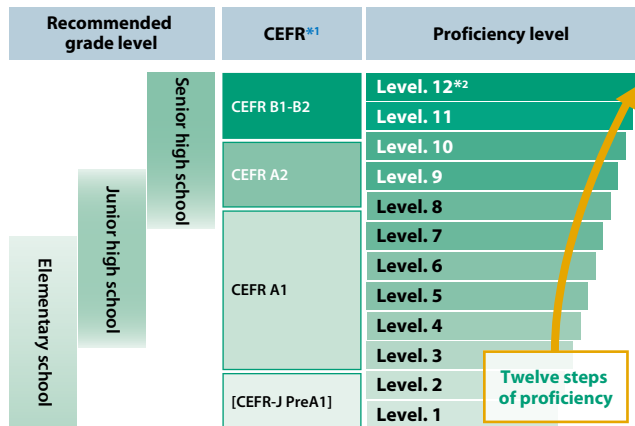 Recommended
grade level
CEFR*1
Proficiency level
Senior high school
Junior high school
Elementary school
CEFR B1-B2
CEFR A2
CEFR A1
[CEFR-J PreA1]
Level. 12*2
Level. 11
Level. 10
Level. 9
Level. 8
Level. 7
Level. 6
Level. 5
Level. 4
Level. 3
Level. 2
Level. 1
Twelve steps
of proficiency